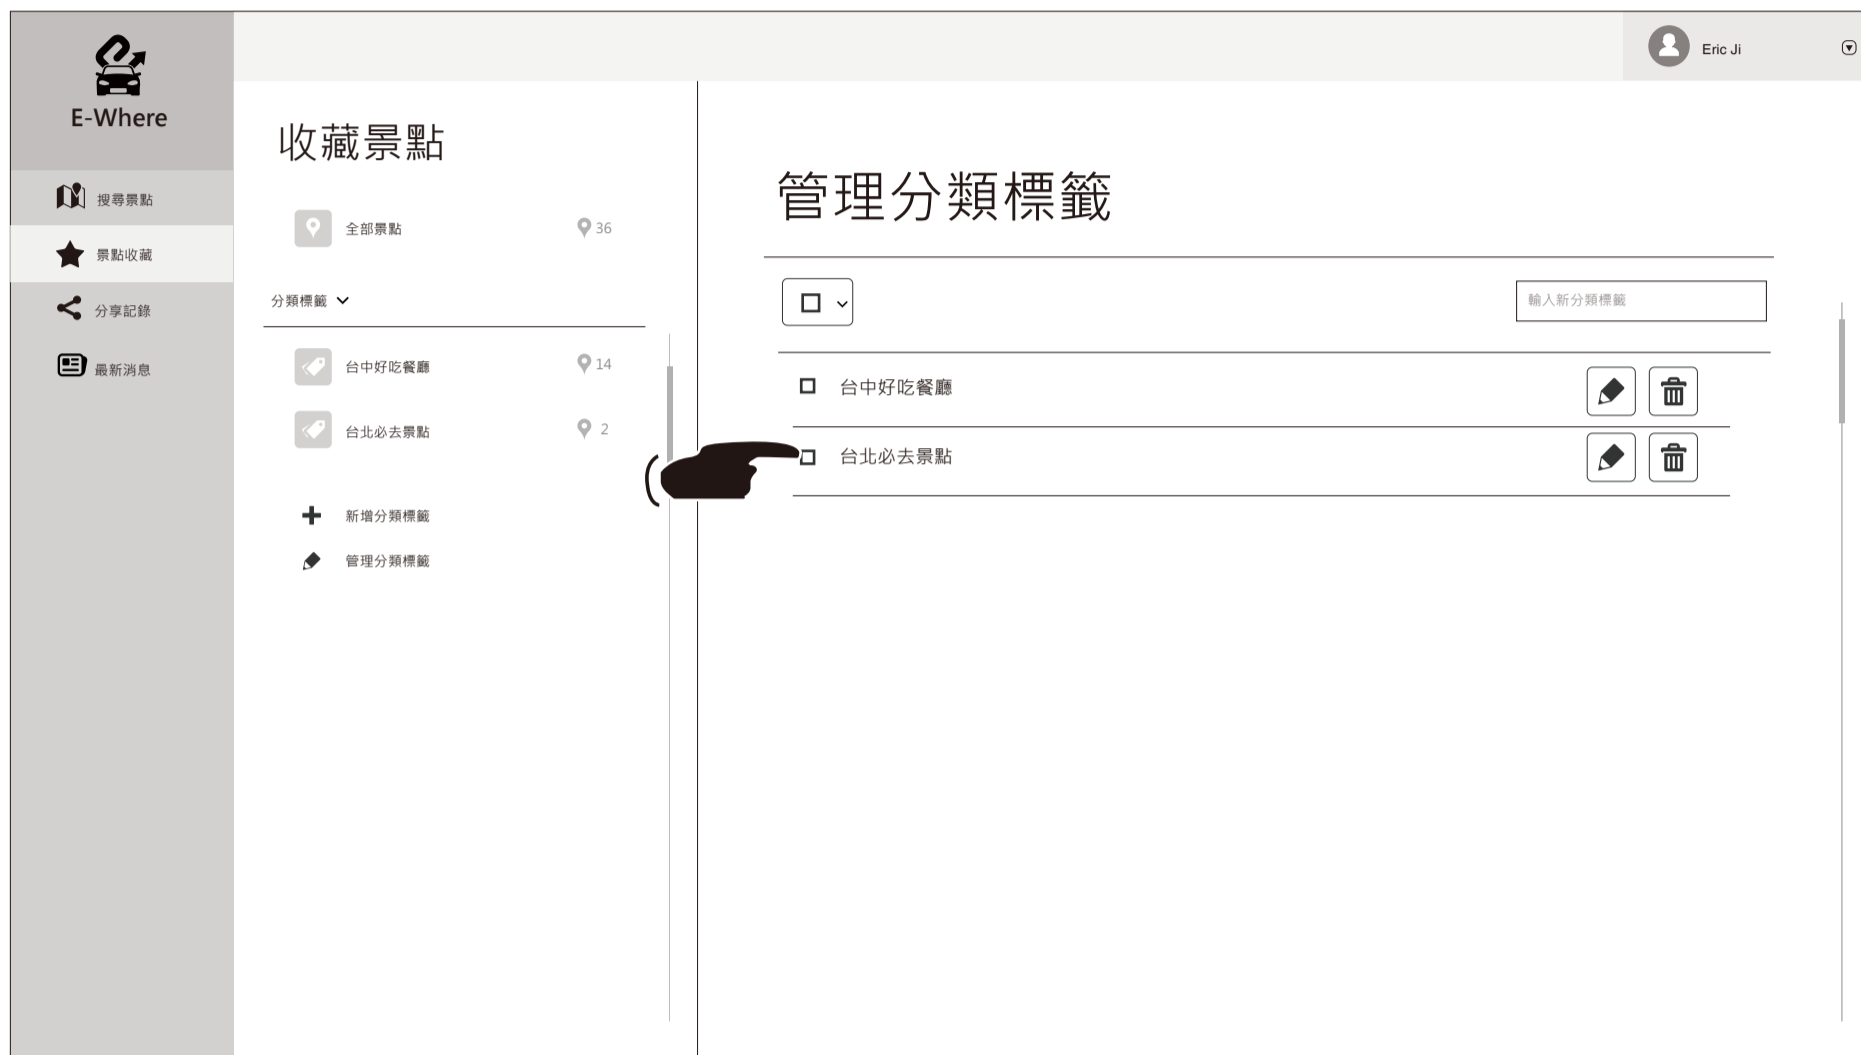 E-Where
Eric Ji
搜尋景點
景點收藏
分享記錄
最新消息
收藏景點
全部景點 36
分類標籤
台中好吃餐廳 14
台北必去景點 2
新增分類標籤
管理分類標籤
管理分類標籤
輸入新分類標籤
台中好吃餐廳
台北必去景點